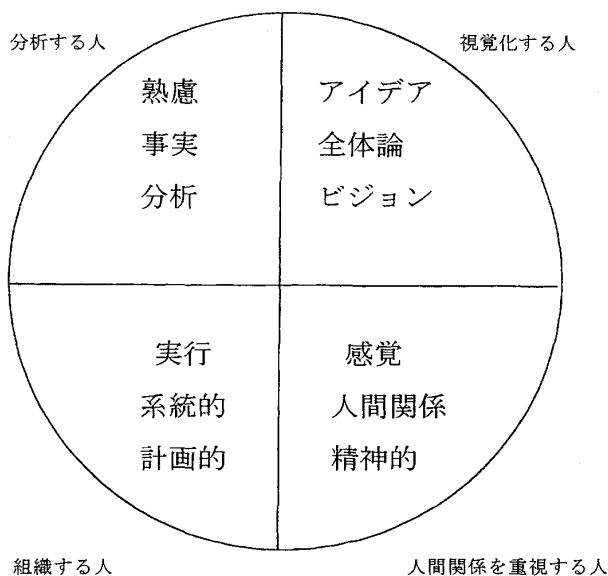 分析する人
視覚化する人
熟慮
事実
分析
アイデア
全体論
ビジョン
実行
系統的
計画的
感覚
人間関係
精神的
組織する人
人間関係を重視する人